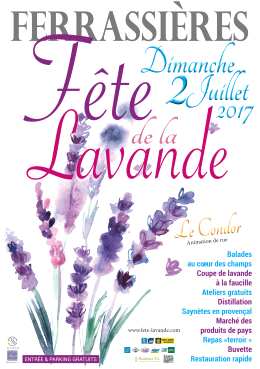 FERRASSIÈRES
Dimanche
2 Juillet
2017
Fête
de la
Lavande
Le Condor
Animation de rue
Balades
au cœur des champs
Coupe de lavande
à la faucille
Ateliers gratuits
Distillation
Saynètes en provençal
Marché des
produits de pays
Repas «terroir»
Buvette
Restauration rapide
www.fete-lavande.com
ENTRÉE & PARKING GRATUITS